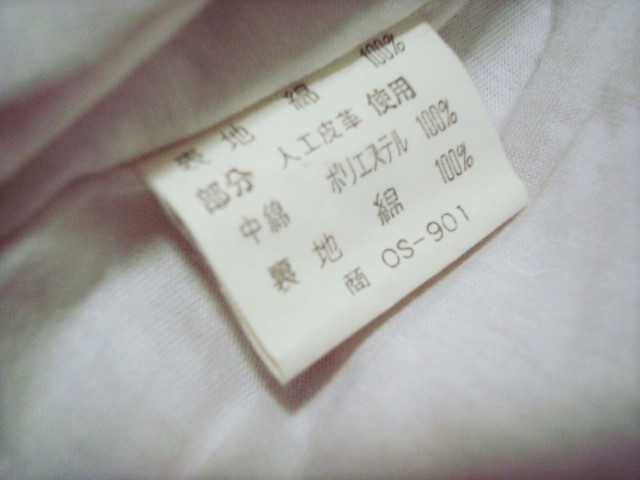 表地 綿 100%
部分 人工皮革 使用
中綿 ポリエステル 100%
裏地 綿 100%
商 OS-901